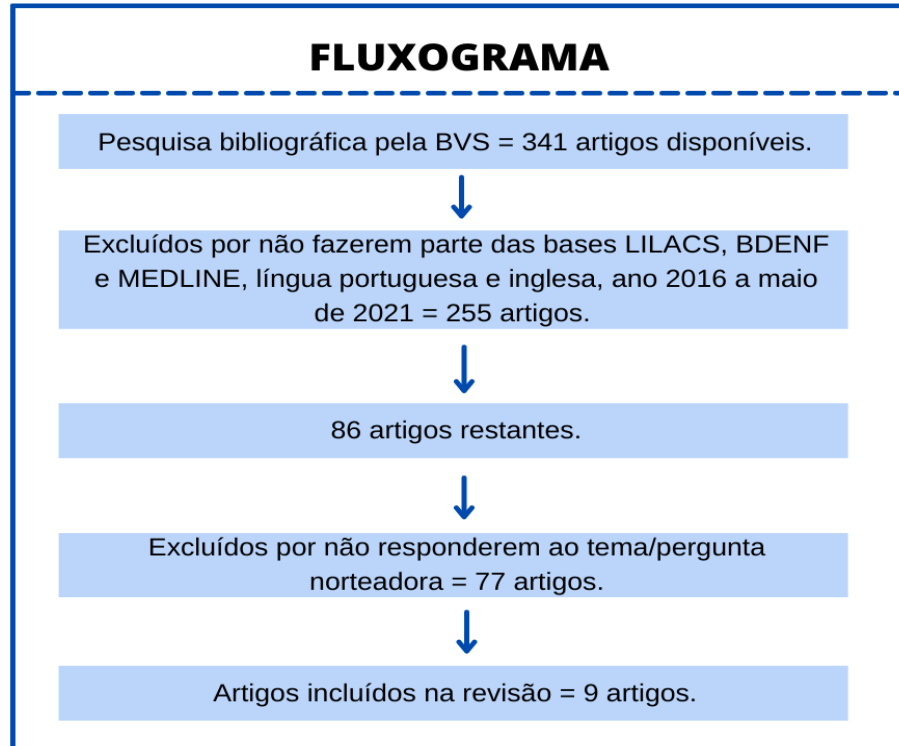 FLUXOGRAMA
Pesquisa bibliográfica pela BVS = 341 artigos disponíveis.
Excluídos por não fazerem parte das bases LILACS, BDENF
e MEDLINE, língua portuguesa e inglesa, ano 2016 a maio
de 2021 = 255 artigos.
86 artigos restantes.
Excluídos por não responderem ao tema/pergunta
norteadora = 77 artigos.
Artigos incluídos na revisão = 9 artigos.